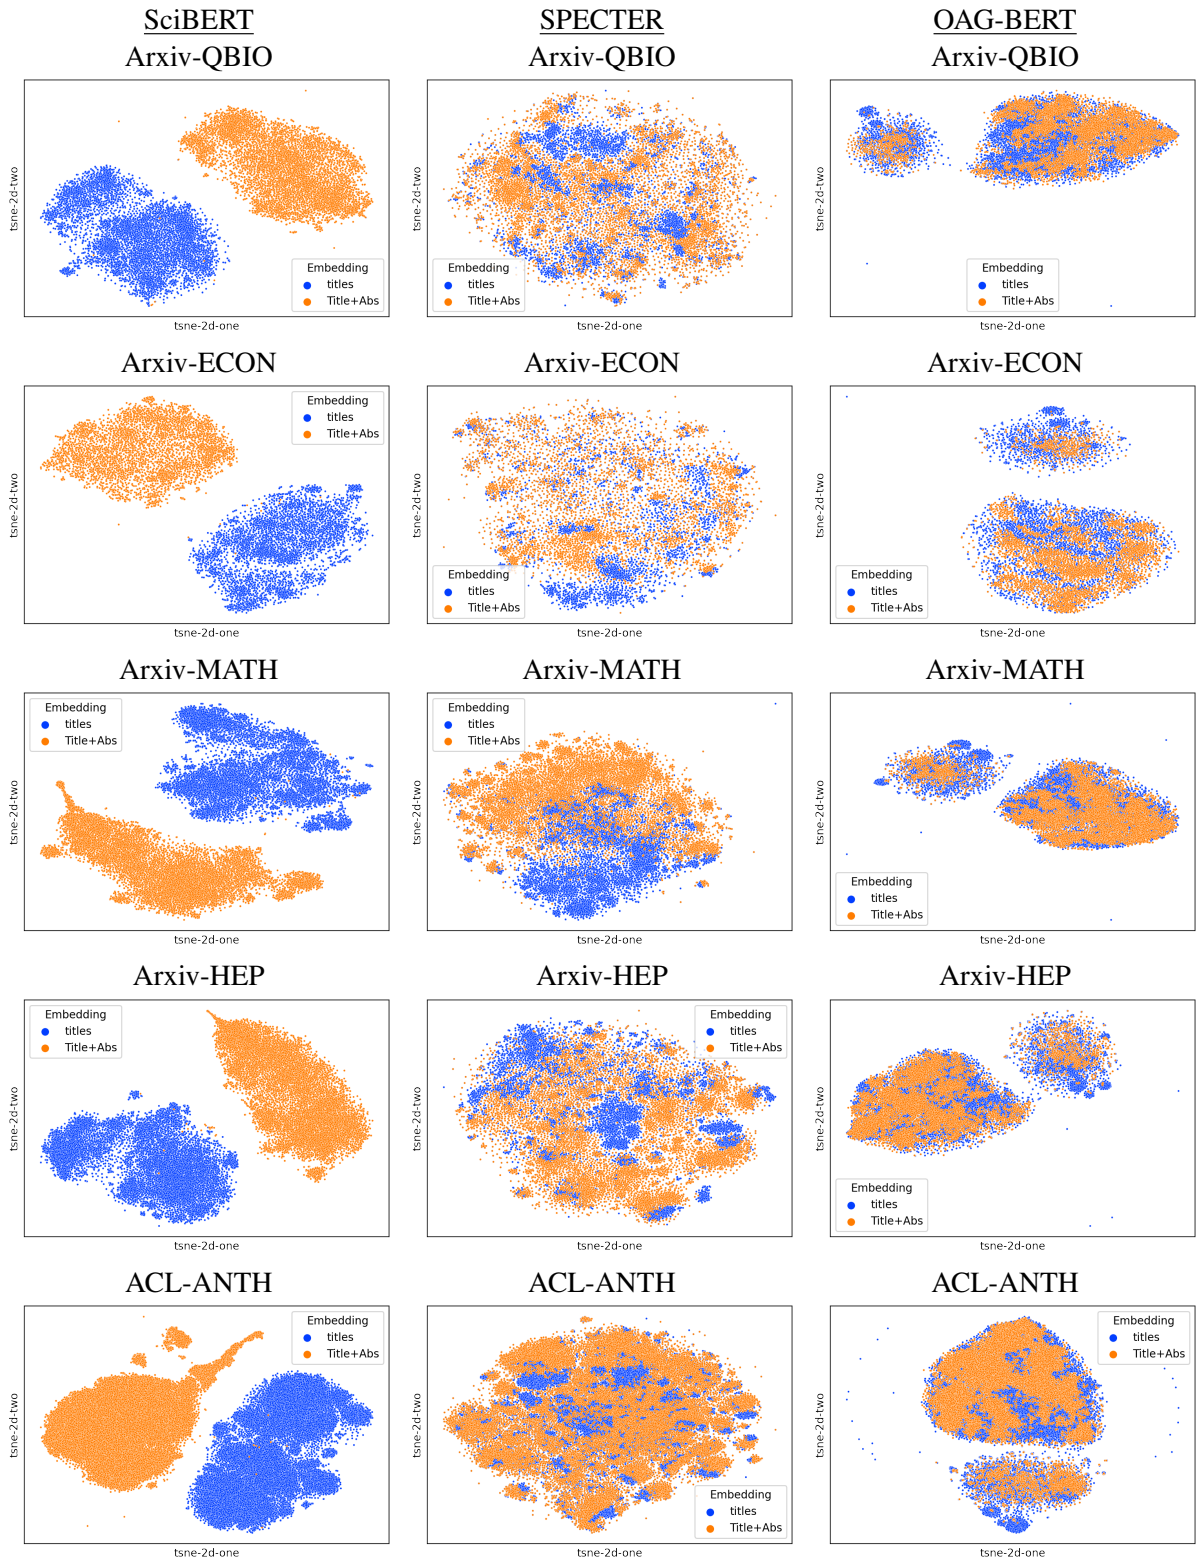 SciBERT
SPECTER
OAG-BERT
Arxiv-QBIO
Arxiv-QBIO
Arxiv-QBIO
tsne-2d-two
Embedding
titles
Title+Abs
tsne-2d-one
tsne-2d-two
Embedding
titles
Title+Abs
tsne-2d-one
tsne-2d-two
Embedding
titles
Title+Abs
tsne-2d-one
Arxiv-ECON
Arxiv-ECON
Arxiv-ECON
tsne-2d-two
Embedding
titles
Title+Abs
tsne-2d-one
tsne-2d-two
Embedding
titles
Title+Abs
tsne-2d-one
tsne-2d-two
Embedding
titles
Title+Abs
tsne-2d-one
Arxiv-MATH
Arxiv-MATH
Arxiv-MATH
tsne-2d-two
Embedding
titles
Title+Abs
tsne-2d-one
tsne-2d-two
Embedding
titles
Title+Abs
tsne-2d-one
tsne-2d-two
Embedding
titles
Title+Abs
tsne-2d-one
Arxiv-HEP
Arxiv-HEP
Arxiv-HEP
tsne-2d-two
Embedding
titles
Title+Abs
tsne-2d-one
tsne-2d-two
Embedding
titles
Title+Abs
tsne-2d-one
tsne-2d-two
Embedding
titles
Title+Abs
tsne-2d-one
ACL-ANTH
ACL-ANTH
ACL-ANTH
tsne-2d-two
Embedding
titles
Title+Abs
tsne-2d-one
tsne-2d-two
Embedding
titles
Title+Abs
tsne-2d-one
tsne-2d-two
Embedding
titles
Title+Abs
tsne-2d-one